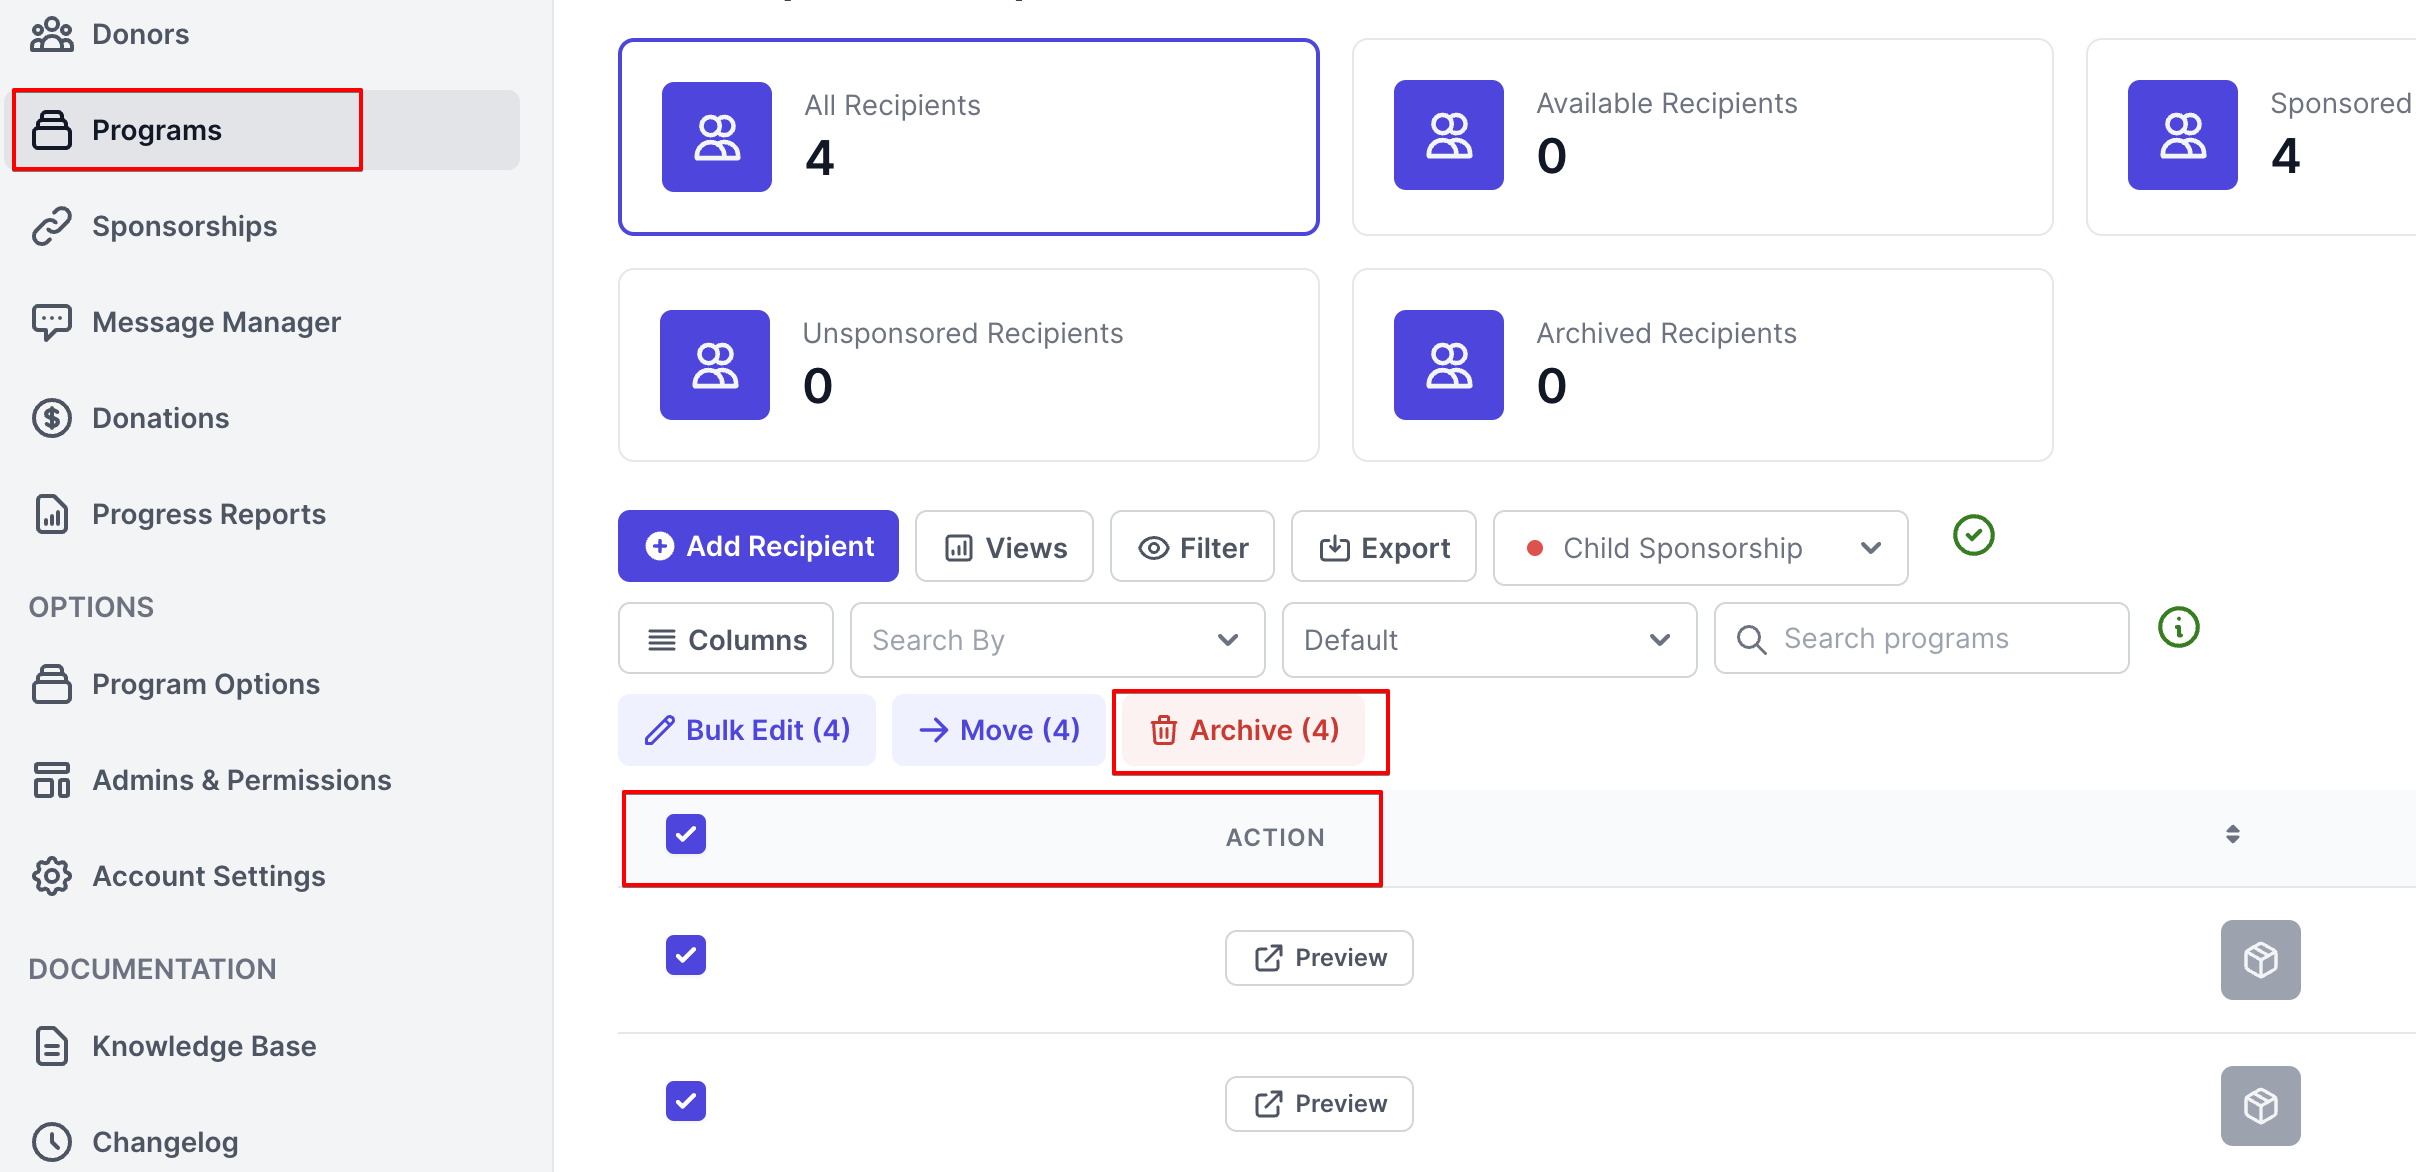 Donors
Programs
Sponsorships
Message Manager
Donations
Progress Reports
OPTIONS
Program Options
Admins & Permissions
Account Settings
DOCUMENTATION
Knowledge Base
Changelog
All Recipients
4
Available Recipients
0
Sponsored
4
Unsponsored Recipients
0
Archived Recipients
0
Add Recipient
Views
Filter
Export
Child Sponsorship
Columns
Search By
Default
Search programs
Bulk Edit (4)
Move (4)
Archive (4)
ACTION
Preview
Preview